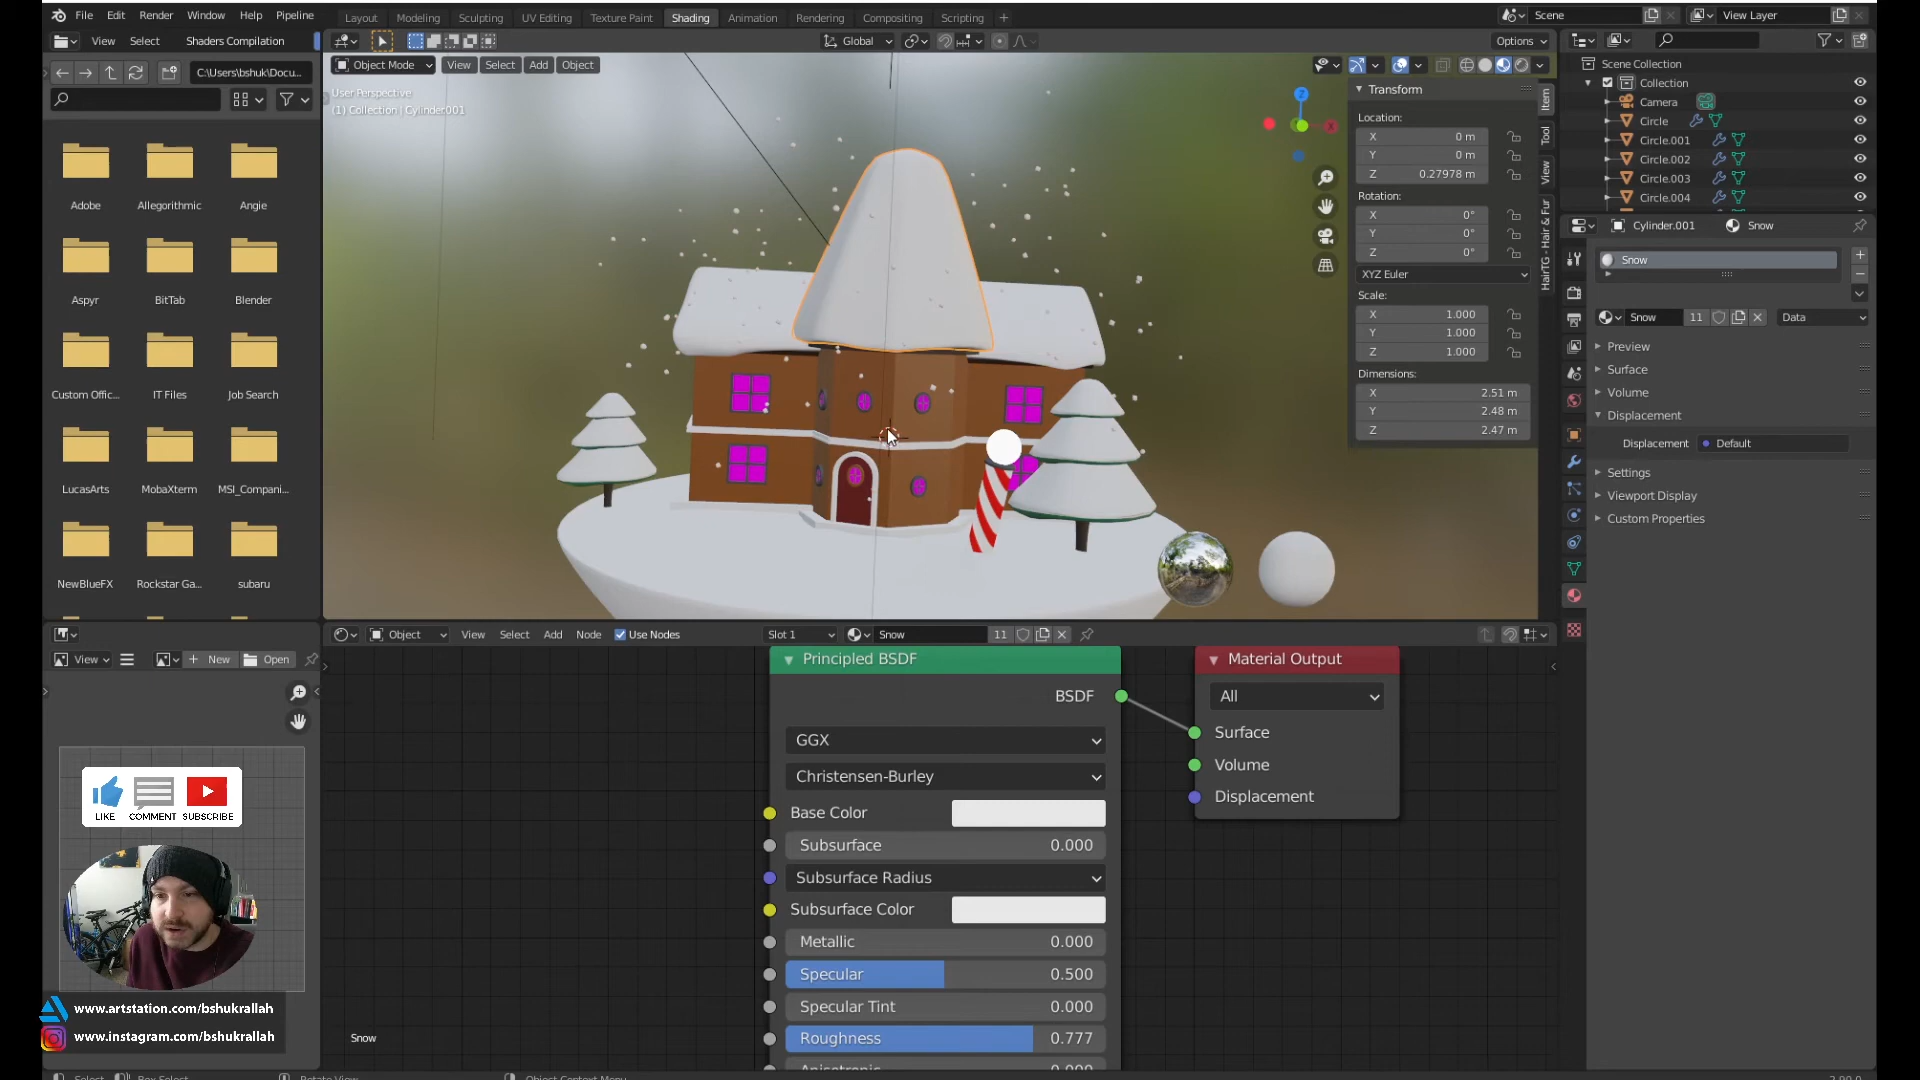 File Edit Render Window Help Pipeline
Layout Modeling Sculpting UV Editing Texture Paint Shading Animation Rendering Compositing Scripting +
Scene
View Layer
View Select Shaders Compilation
Global
Options
C:\Users\bshuk\Docu...
Object Mode View Select Add Object
User Perspective
(1) Collection | Cylinder.001
Transform
Location:
X 0 m
Y 0 m
Z 0.27978 m
Rotation:
X 0°
Y 0°
Z 0°
XYZ Euler
Scale:
X 1.000
Y 1.000
Z 1.000
Dimensions:
X 2.51 m
Y 2.48 m
Z 2.47 m
Item
Tool
View
HairTG - Hair & Fur
Z
X
Scene Collection
Collection
Camera
Circle
Circle.001
Circle.002
Circle.003
Circle.004
Cylinder.001 Snow
Snow
Snow 11 Data
Preview
Surface
Volume
Displacement
Displacement Default
Settings
Viewport Display
Custom Properties
Adobe Allegorithmic Angie
Aspyr BitTab Blender
Custom Offic... IT Files Job Search
LucasArts MobaXterm MSI_Compani...
NewBlueFX Rockstar Ga... subaru
View New Open
Object View Select Add Node Use Nodes Slot 1 Snow 11
Principled BSDF
BSDF
GGX
Christensen-Burley
Base Color
Subsurface 0.000
Subsurface Radius
Subsurface Color
Metallic 0.000
Specular 0.500
Specular Tint 0.000
Roughness 0.777
Material Output
All
Surface
Volume
Displacement
Snow
LIKE COMMENT SUBSCRIBE
www.artstation.com/bshukrallah
www.instagram.com/bshukrallah